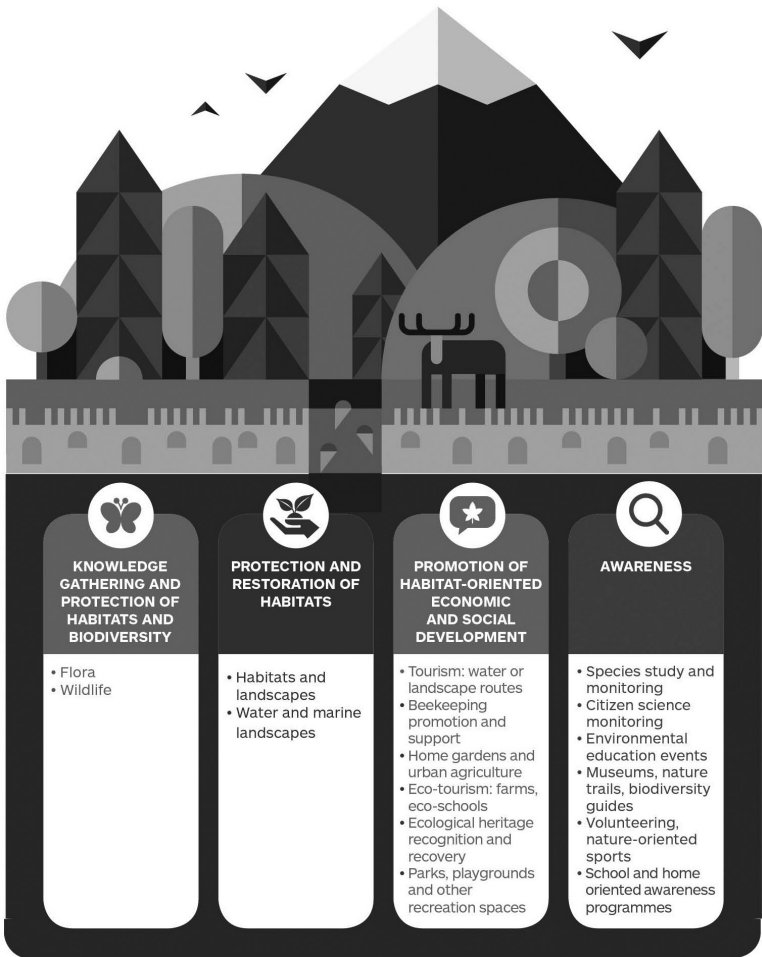 KNOWLEDGE
GATHERING AND
PROTECTION OF
HABITATS AND
BIODIVERSITY
• Flora
• Wildlife
PROTECTION AND
RESTORATION OF
HABITATS
• Habitats and
landscapes
• Water and marine
landscapes
PROMOTION OF
HABITAT-ORIENTED
ECONOMIC
AND SOCIAL
DEVELOPMENT
• Tourism: water or
landscape routes
• Beekeeping
promotion and
support
• Home gardens and
urban agriculture
• Eco-tourism: farms,
eco-schools
• Ecological heritage
recognition and
recovery
• Parks, playgrounds
and other
recreation spaces
AWARENESS
• Species study and
monitoring
• Citizen science
monitoring
• Environmental
education events
• Museums, nature
trails, biodiversity
guides
• Volunteering,
nature-oriented
sports
• School and home
oriented awareness
programmes